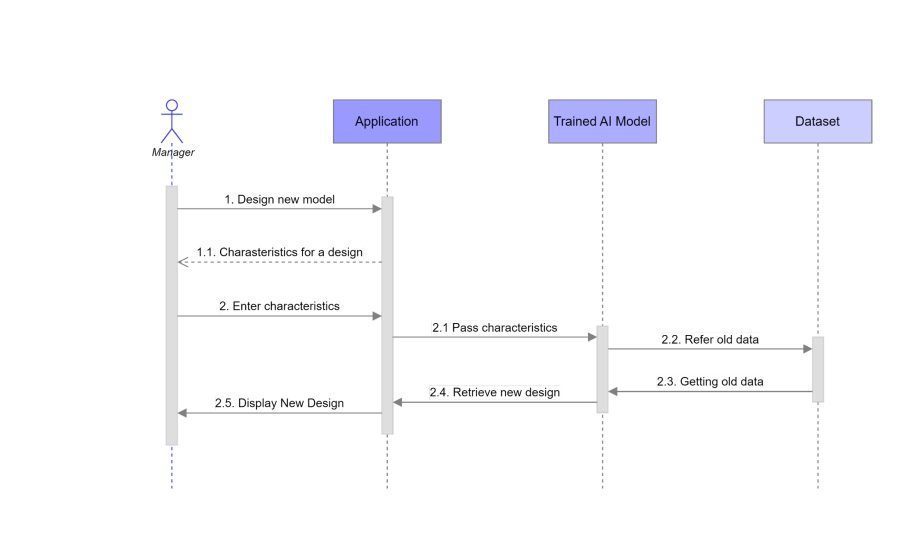 Application
Trained AI Model
Dataset
Manager
1. Design new model
1.1. Charasteristics for a design
2. Enter characteristics
2.1 Pass characteristics
2.2. Refer old data
2.3. Getting old data
2.4. Retrieve new design
2.5. Display New Design